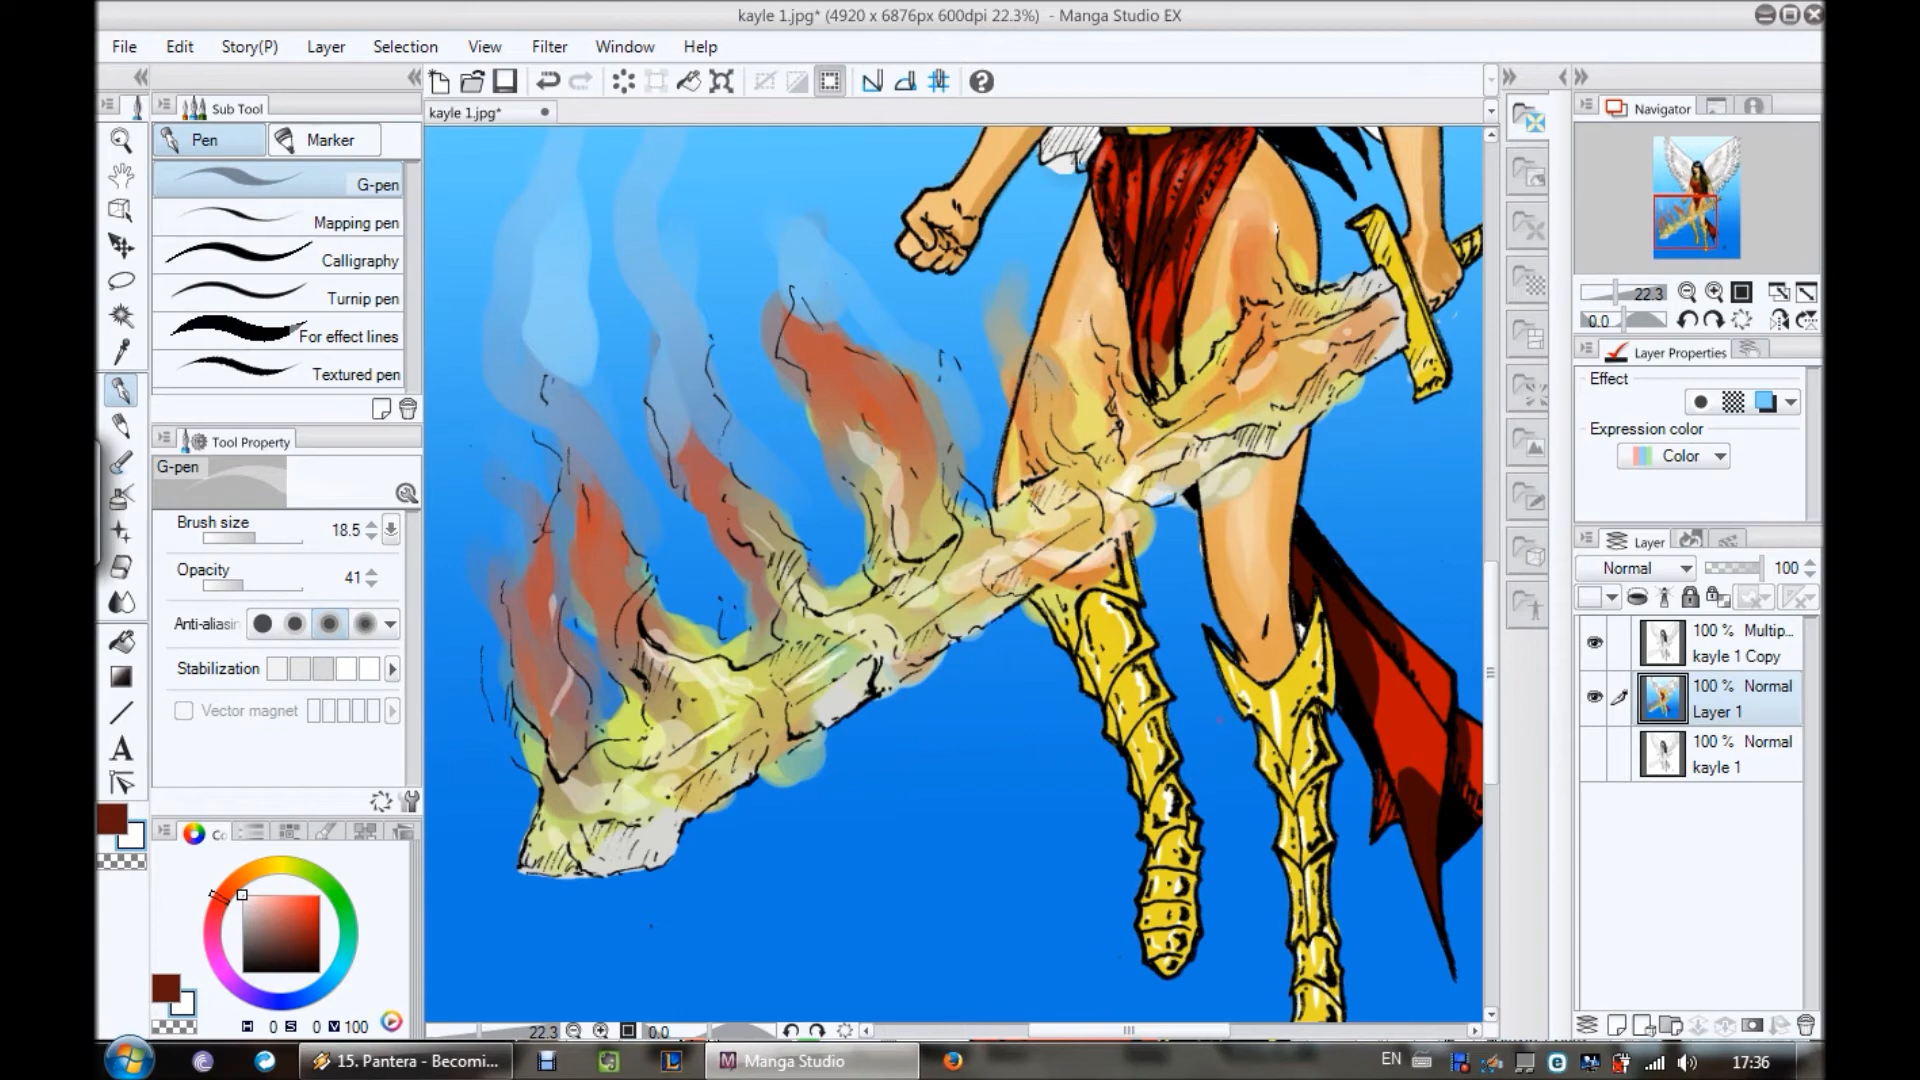 kayle 1.jpg* (4920 x 6876px 600dpi 22.3%) - Manga Studio EX
File Edit Story(P) Layer Selection View Filter Window Help
Sub Tool
kayle 1.jpg*
Navigator
Pen Marker
G-pen
Mapping pen
Calligraphy
Turnip pen
For effect lines
Textured pen
22.3
0.0
Layer Properties
Effect
Expression color
Color
Tool Property
G-pen
Brush size 18.5
Opacity 41
Anti-aliasin
Stabilization
Vector magnet
Layer
Normal 100
100 % Multip...
kayle 1 Copy
100 % Normal
Layer 1
100 % Normal
kayle 1
A
Co
H 0 S 0 V 100
22.3 0.0
15. Pantera - Becomi...
Manga Studio
EN
17:36